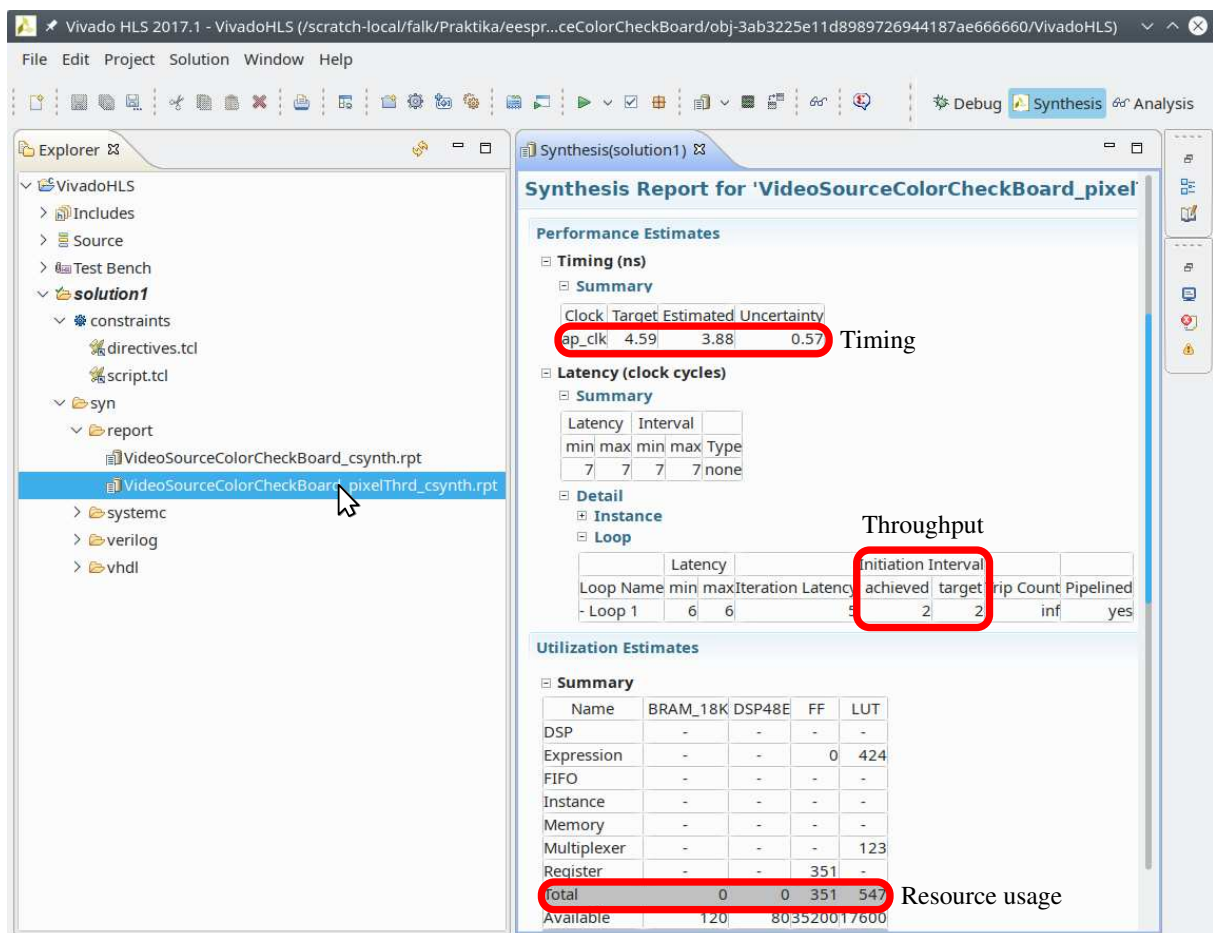 Vivado HLS 2017.1 - VivadoHLS (/scratch-local/falk/Praktika/eespr...ceColorCheckBoard/obj-3ab3225e11d8989726944187ae666660/VivadoHLS)
File Edit Project Solution Window Help
Debug Synthesis Analysis
Explorer
VivadoHLS
Includes
Source
Test Bench
solution1
constraints
directives.tcl
script.tcl
syn
report
VideoSourceColorCheckBoard_csynth.rpt
VideoSourceColorCheckBoard_pixelThrd_csynth.rpt
systemc
verilog
vhdl
Synthesis(solution1)
Synthesis Report for 'VideoSourceColorCheckBoard_pixel
Performance Estimates
Timing (ns)
Summary
Clock Target Estimated Uncertainty
ap_clk 4.59 3.88 0.57
Timing
Latency (clock cycles)
Summary
Latency Interval
min max min max Type
7 7 7 7 none
Detail
Instance
Loop
Throughput
Latency Initiation Interval
Loop Name min max Iteration Latency achieved target Trip Count Pipelined
- Loop 1 6 6 5 2 2 inf yes
Utilization Estimates
Summary
Name BRAM_18K DSP48E FF LUT
DSP - - - -
Expression - - 0 424
FIFO - - - -
Instance - - - -
Memory - - - -
Multiplexer - - - 123
Register - - 351 -
Total 0 0 351 547
Resource usage
Available 120 80 35200 17600